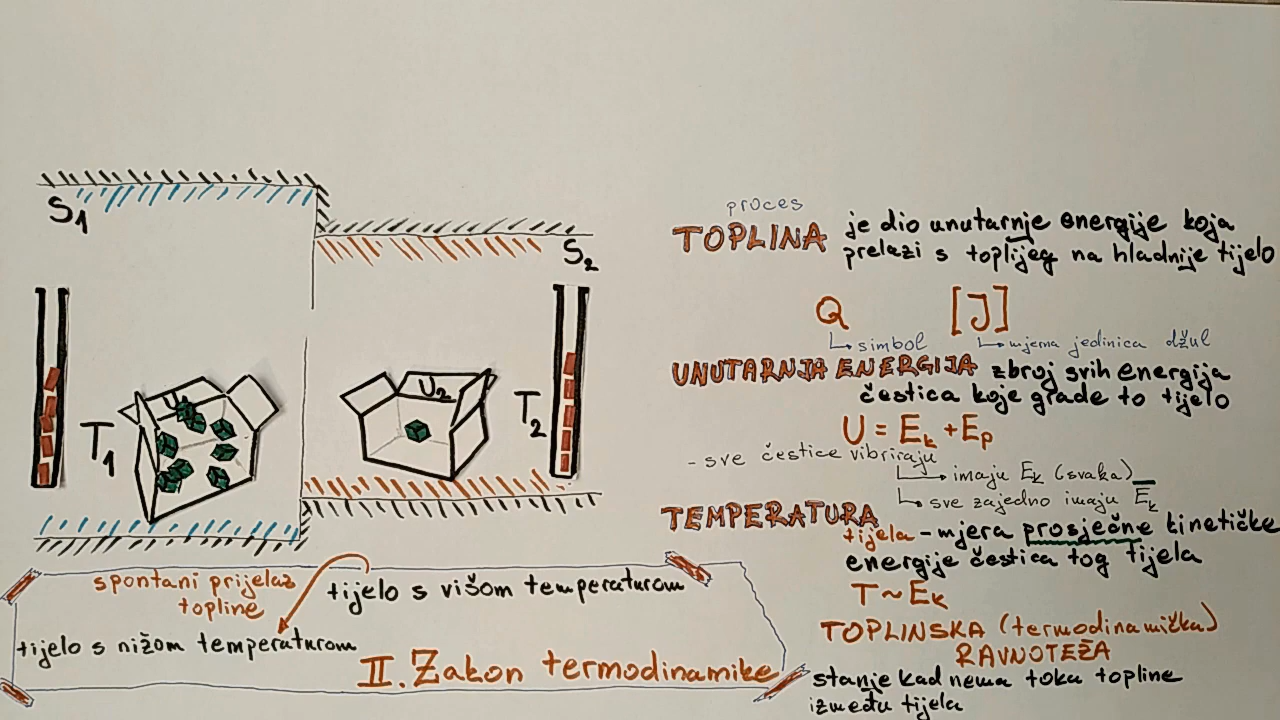 S1
S2
U2
T1
T2
proces
TOPLINA je dio unutarnje energije koja
prelazi s toplijeg na hladnije tijelo
Q [J]
simbol mjerna jedinica džul
UNUTARNJA ENERGIJA zbroj svih energija
čestica koje grade to tijelo
U = Ek + Ep
- sve čestice vibriraju
imaju Ek (svaka)
sve zajedno imaju E̅k
TEMPERATURA
tijela - mjera prosječne kinetičke
energije čestica tog tijela
T ~ Ek
TOPLINSKA (termodinamička)
RAVNOTEŽA
stanje kad nema toka topline
između tijela
spontani prijelaz
topline
tijelo s višom temperaturom
tijelo s nižom temperaturom
II. Zakon termodinamike